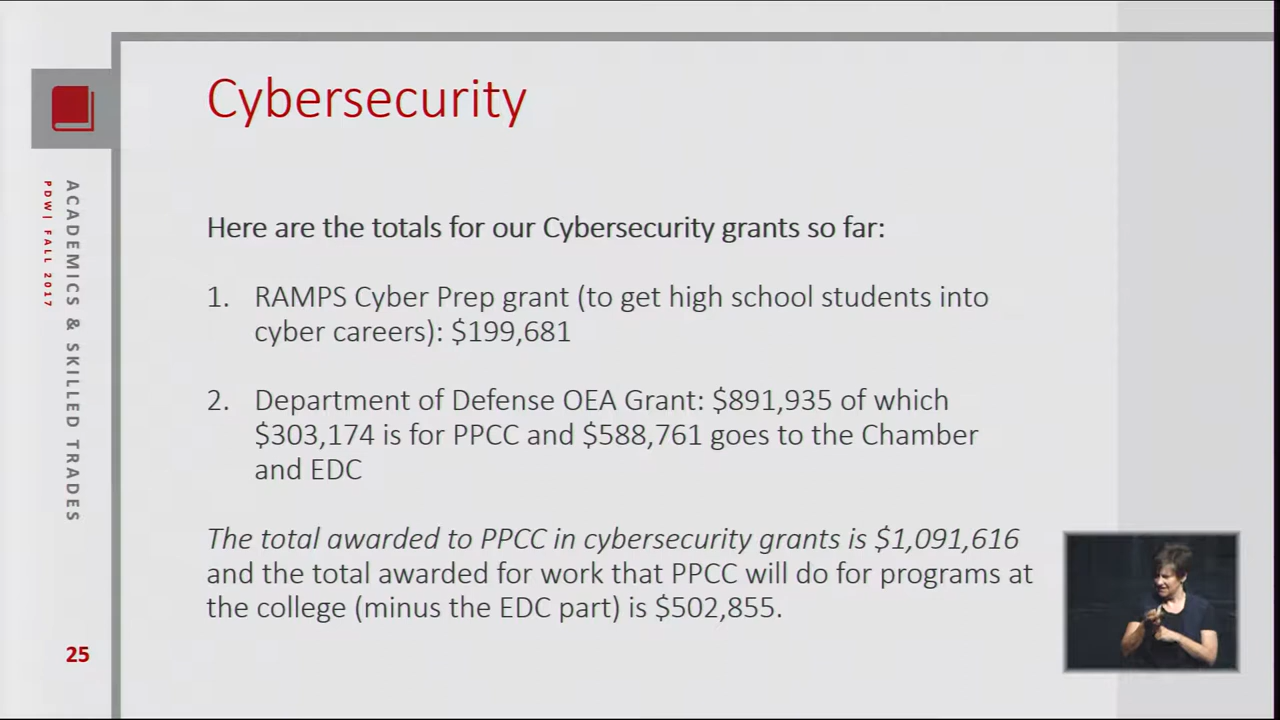 Cybersecurity
ACADEMICS & SKILLED TRADES
PDW| FALL 2017
Here are the totals for our Cybersecurity grants so far:
1. RAMPS Cyber Prep grant (to get high school students into
cyber careers): $199,681
2. Department of Defense OEA Grant: $891,935 of which
$303,174 is for PPCC and $588,761 goes to the Chamber
and EDC
The total awarded to PPCC in cybersecurity grants is $1,091,616
and the total awarded for work that PPCC will do for programs at
the college (minus the EDC part) is $502,855.
25